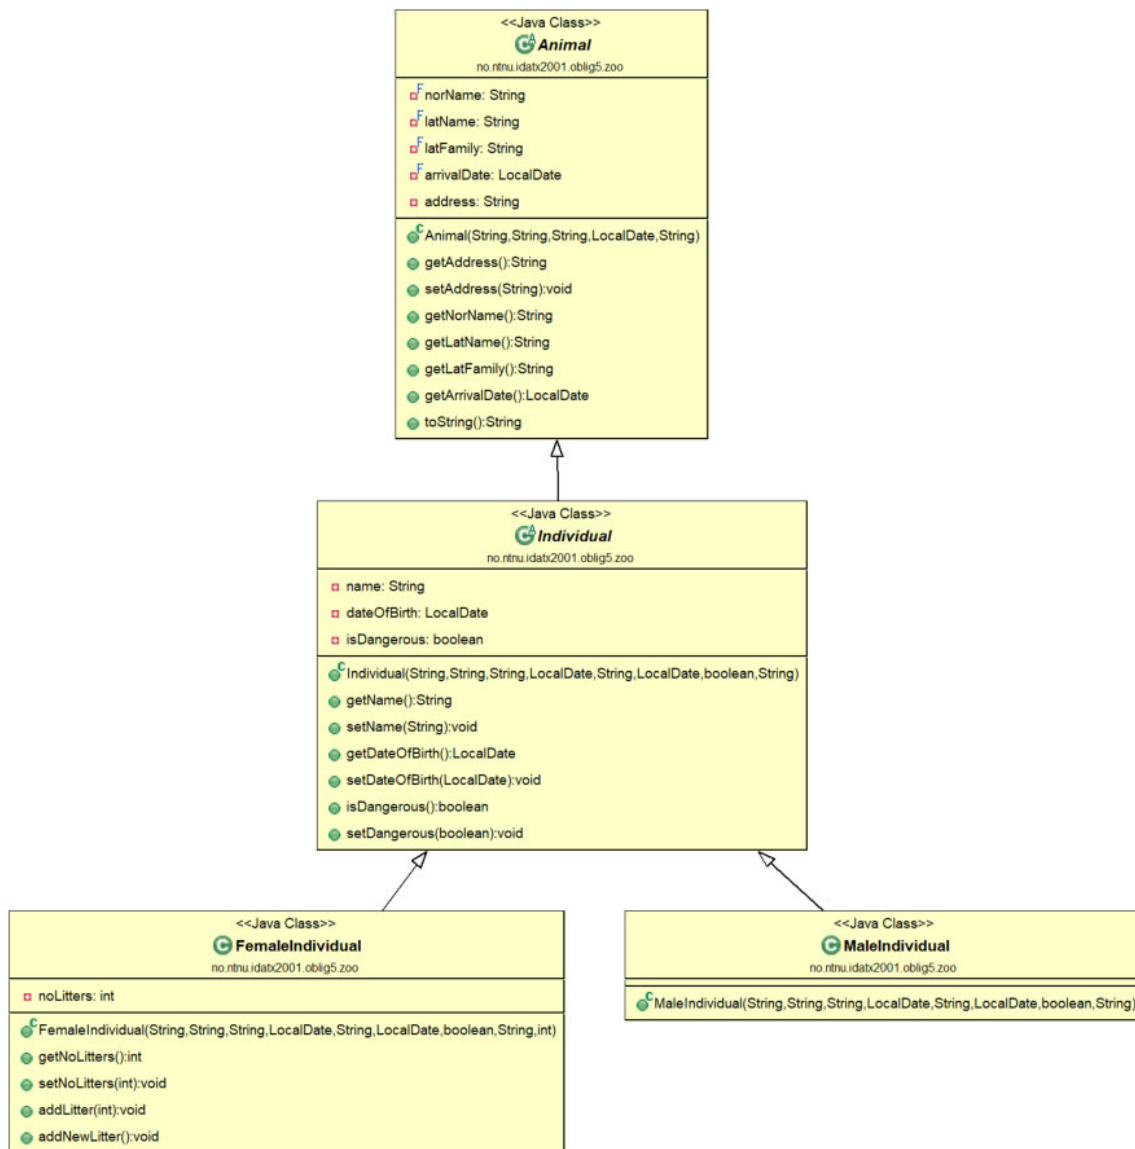 <<Java Class>>
Animal
no.ntnu.idatx2001.oblig5.zoo
norName: String
latName: String
latFamily: String
arrivalDate: LocalDate
address: String
Animal(String,String,String,LocalDate,String)
getAddress():String
setAddress(String):void
getNorName():String
getLatName():String
getLatFamily():String
getArrivalDate():LocalDate
toString():String
<<Java Class>>
Individual
no.ntnu.idatx2001.oblig5.zoo
name: String
dateOfBirth: LocalDate
isDangerous: boolean
Individual(String,String,String,LocalDate,String,LocalDate,boolean,String)
getName():String
setName(String):void
getDateOfBirth():LocalDate
setDateOfBirth(LocalDate):void
isDangerous():boolean
setDangerous(boolean):void
<<Java Class>>
FemaleIndividual
no.ntnu.idatx2001.oblig5.zoo
noLitters: int
FemaleIndividual(String,String,String,LocalDate,String,LocalDate,boolean,String,int)
getNoLitters():int
setNoLitters(int):void
addLitter(int):void
addNewLitter():void
<<Java Class>>
MaleIndividual
no.ntnu.idatx2001.oblig5.zoo
MaleIndividual(String,String,String,LocalDate,String,LocalDate,boolean,String)